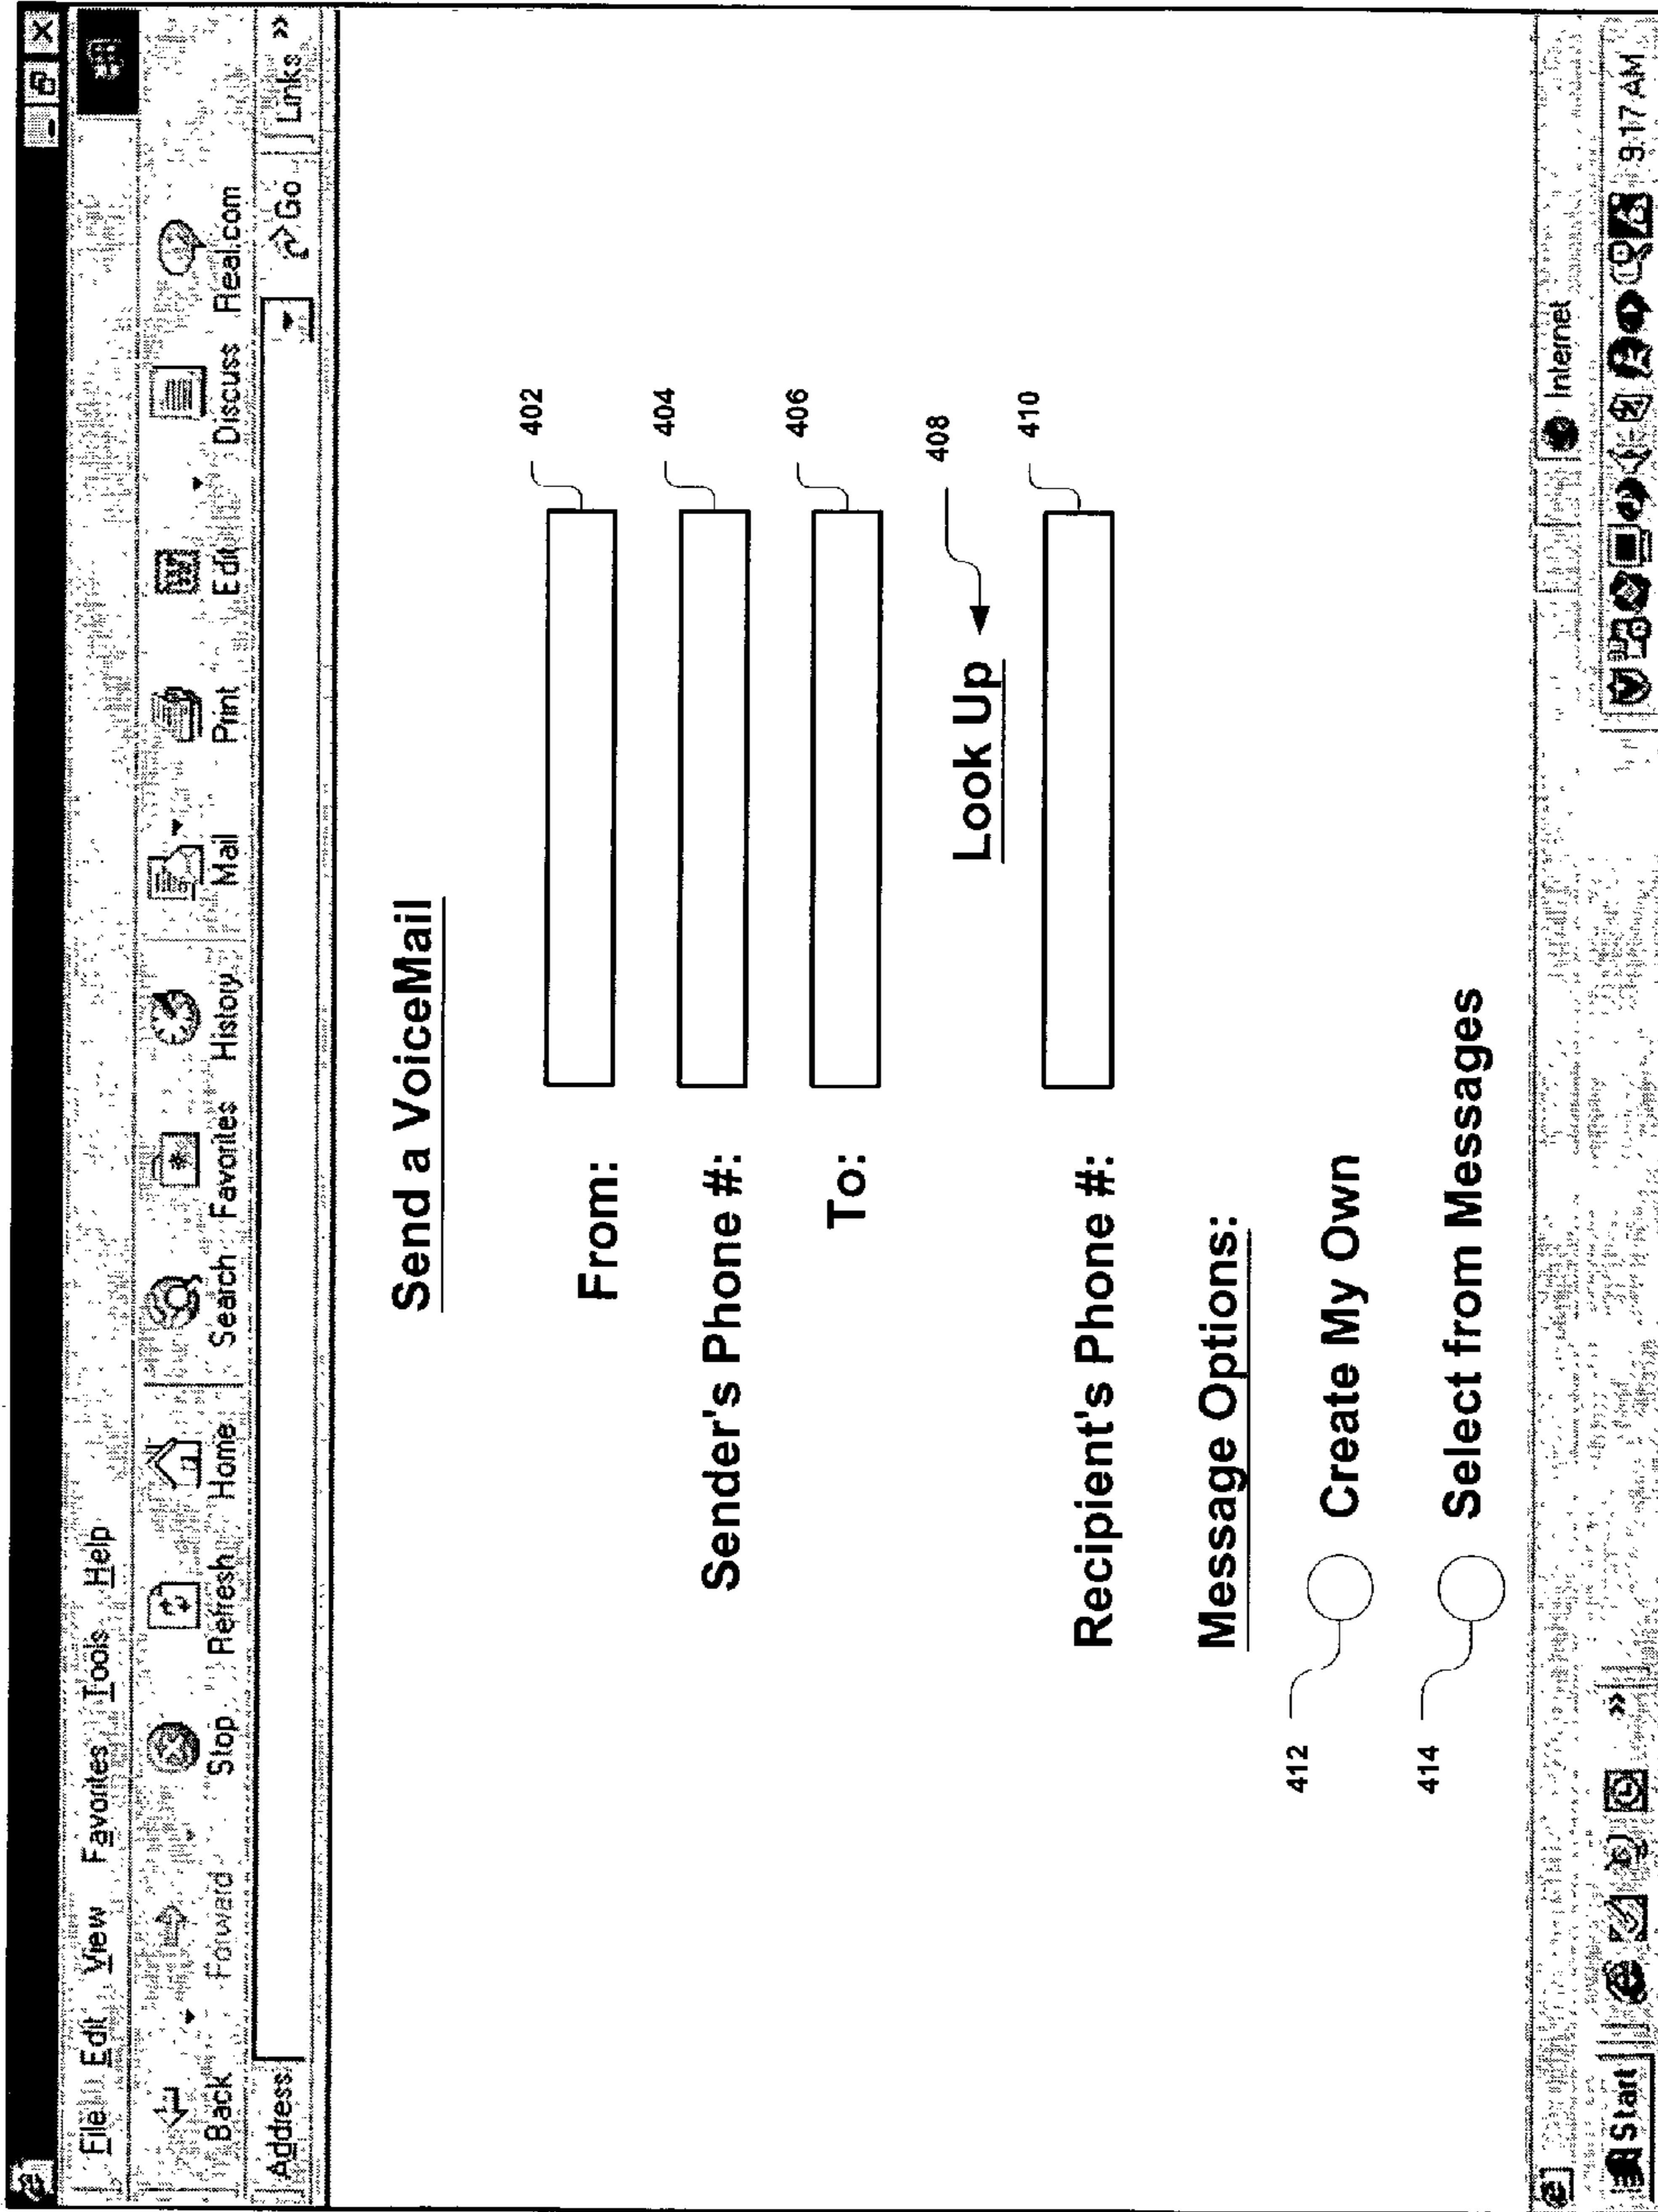 File Edit View Favorites Tools Help
Back Forward Stop Refresh Home Search Favorites History Mail Print Edit Discuss Real.com
Address Go Links »
Send a VoiceMail
From: 402
Sender's Phone #: 404
To: 406
Look Up 408
Recipient's Phone #: 410
Message Options:
412 Create My Own
414 Select from Messages
Internet
Start » 9:17 AM